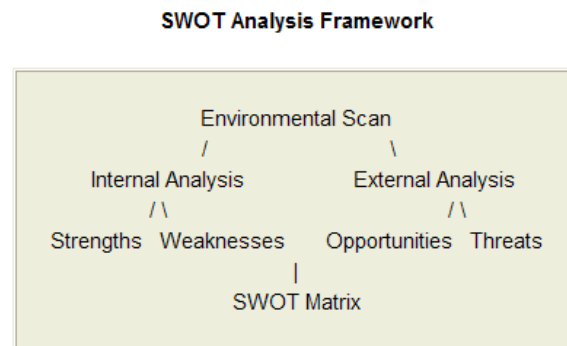 SWOT Analysis Framework
Environmental Scan
/ \
Internal Analysis External Analysis
/ \ / \
Strengths Weaknesses Opportunities Threats
|
SWOT Matrix